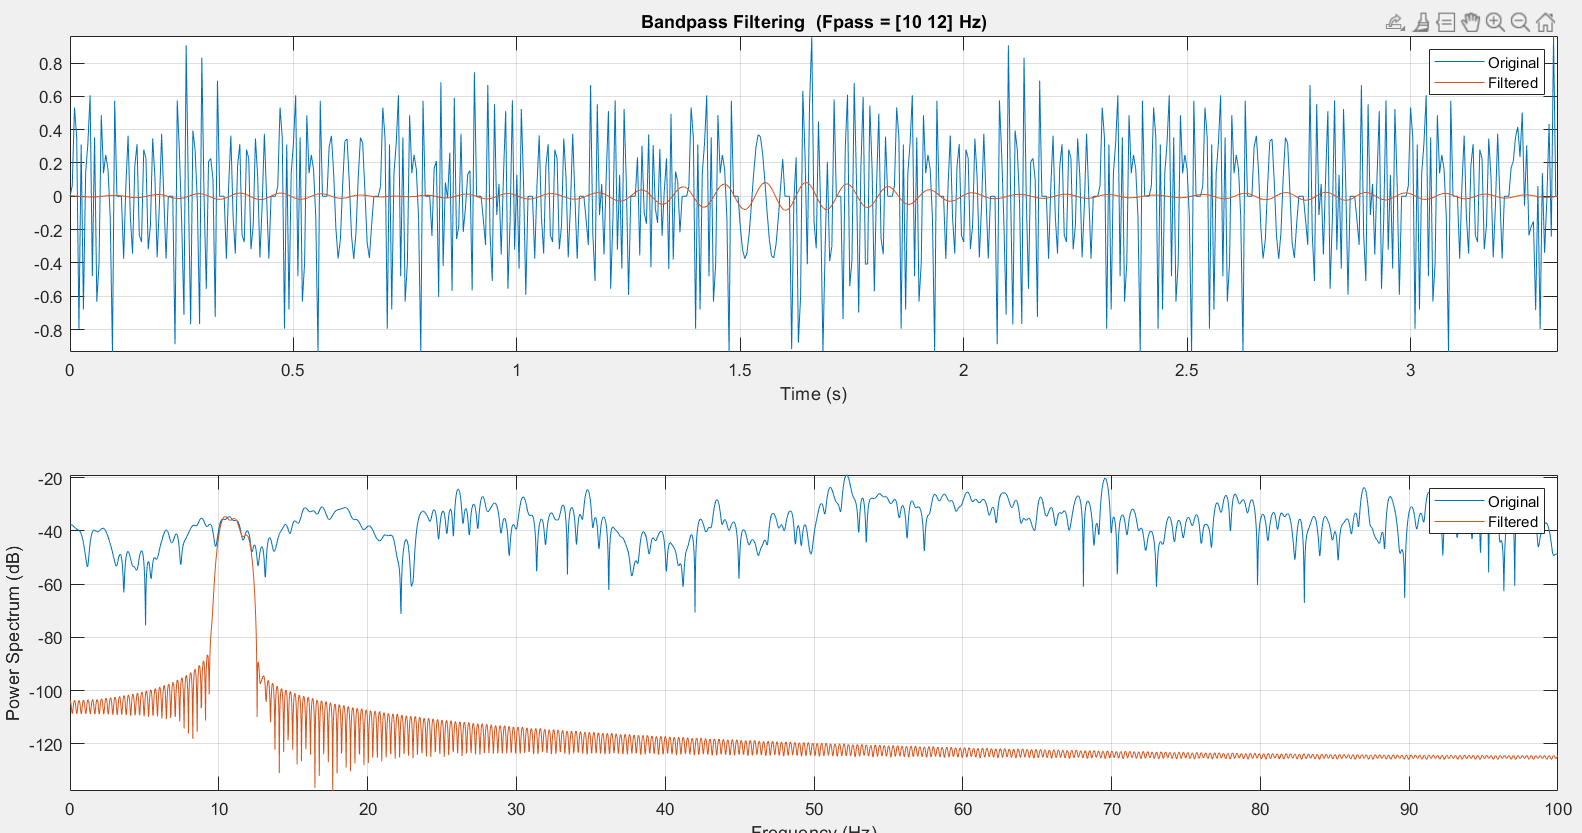 Bandpass Filtering (Fpass = [10 12] Hz)
0.8
0.6
0.4
0.2
0
-0.2
-0.4
-0.6
-0.8
Original
Filtered
0 0.5 1 1.5 2 2.5 3
Time (s)
Power Spectrum (dB)
-20
-40
-60
-80
-100
-120
Original
Filtered
0 10 20 30 40 50 60 70 80 90 100
Frequency (Hz)